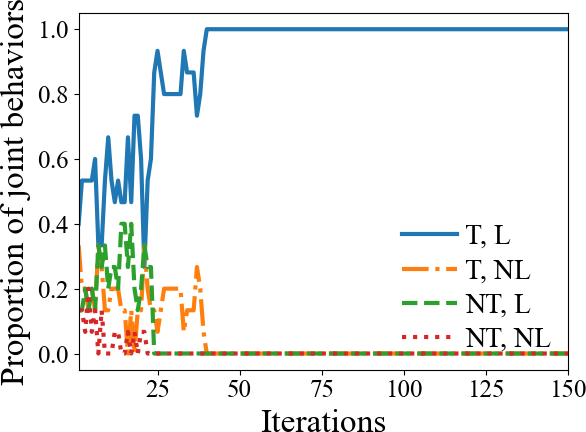 Proportion of joint behaviors
1.0
0.8
0.6
0.4
0.2
0.0
T, L
T, NL
NT, L
NT, NL
25 50 75 100 125 150
Iterations